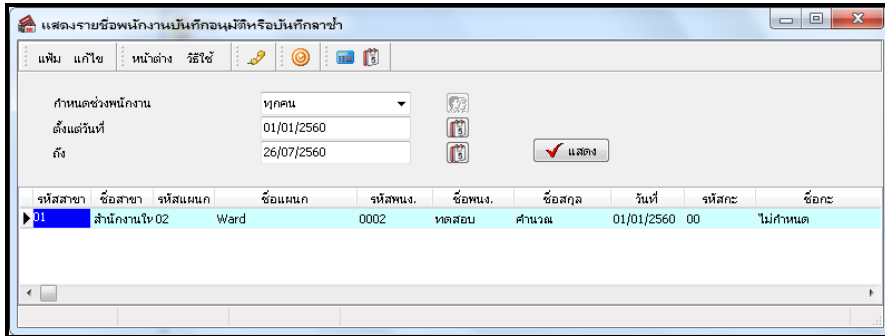 แสดงรายชื่อพนักงานบันทึกอนุมัติหรือบันทึกลาซ้ำ
แฟ้ม แก้ไข หน้าต่าง วิธีใช้
กำหนดช่วงพนักงาน ทุกคน
ตั้งแต่วันที่ 01/01/2560
ถึง 26/07/2560 แสดง
รหัสสาขา ชื่อสาขา รหัสแผนก ชื่อแผนก รหัสพนง. ชื่อพนง. ชื่อสกุล วันที่ รหัสกะ ชื่อกะ
01 สำนักงานให 02 Ward 0002 ทดสอบ คำนวณ 01/01/2560 00 ไม่กำหนด